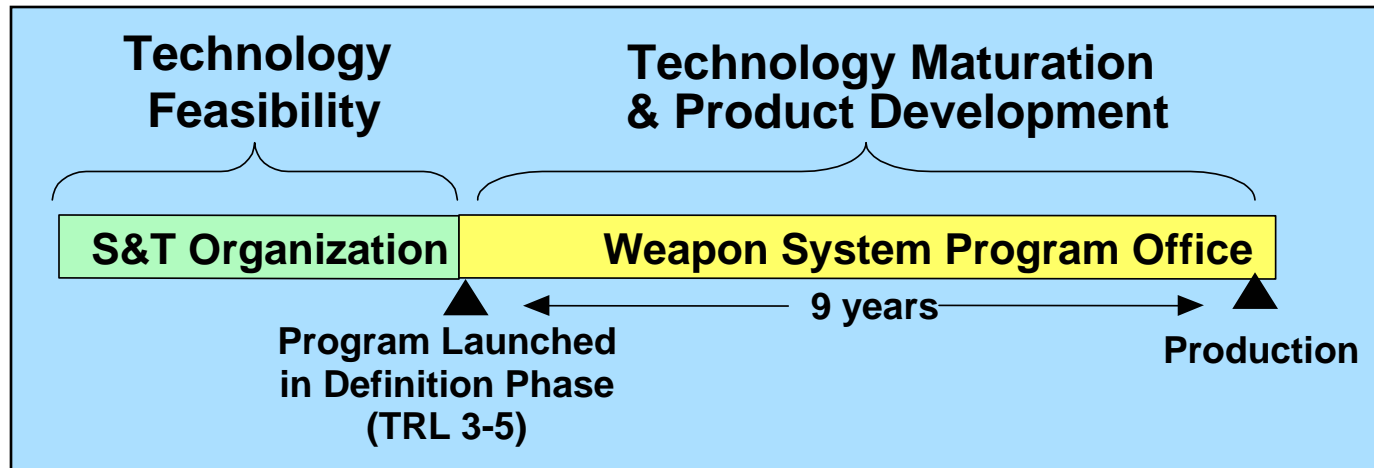 Technology
Feasibility
Technology Maturation
& Product Development
S&T Organization
Weapon System Program Office
9 years
Program Launched
in Definition Phase
(TRL 3-5)
Production